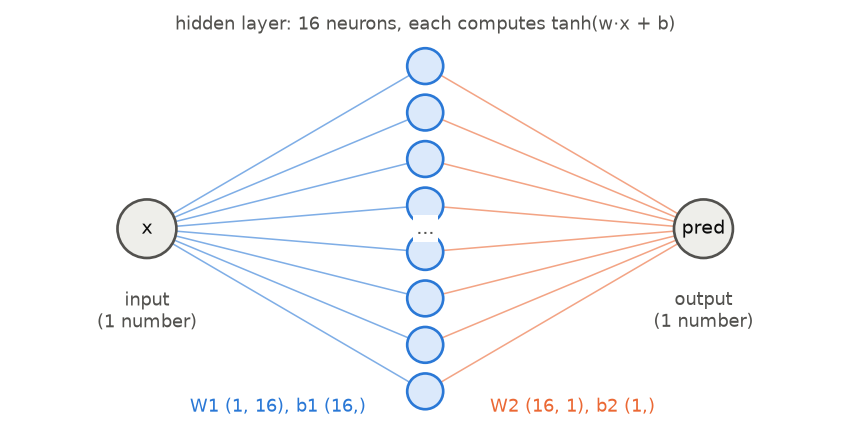 hidden layer: 16 neurons, each computes tanh(w·x + b)
x
...
pred
input
(1 number)
output
(1 number)
W1 (1, 16), b1 (16,)
W2 (16, 1), b2 (1,)